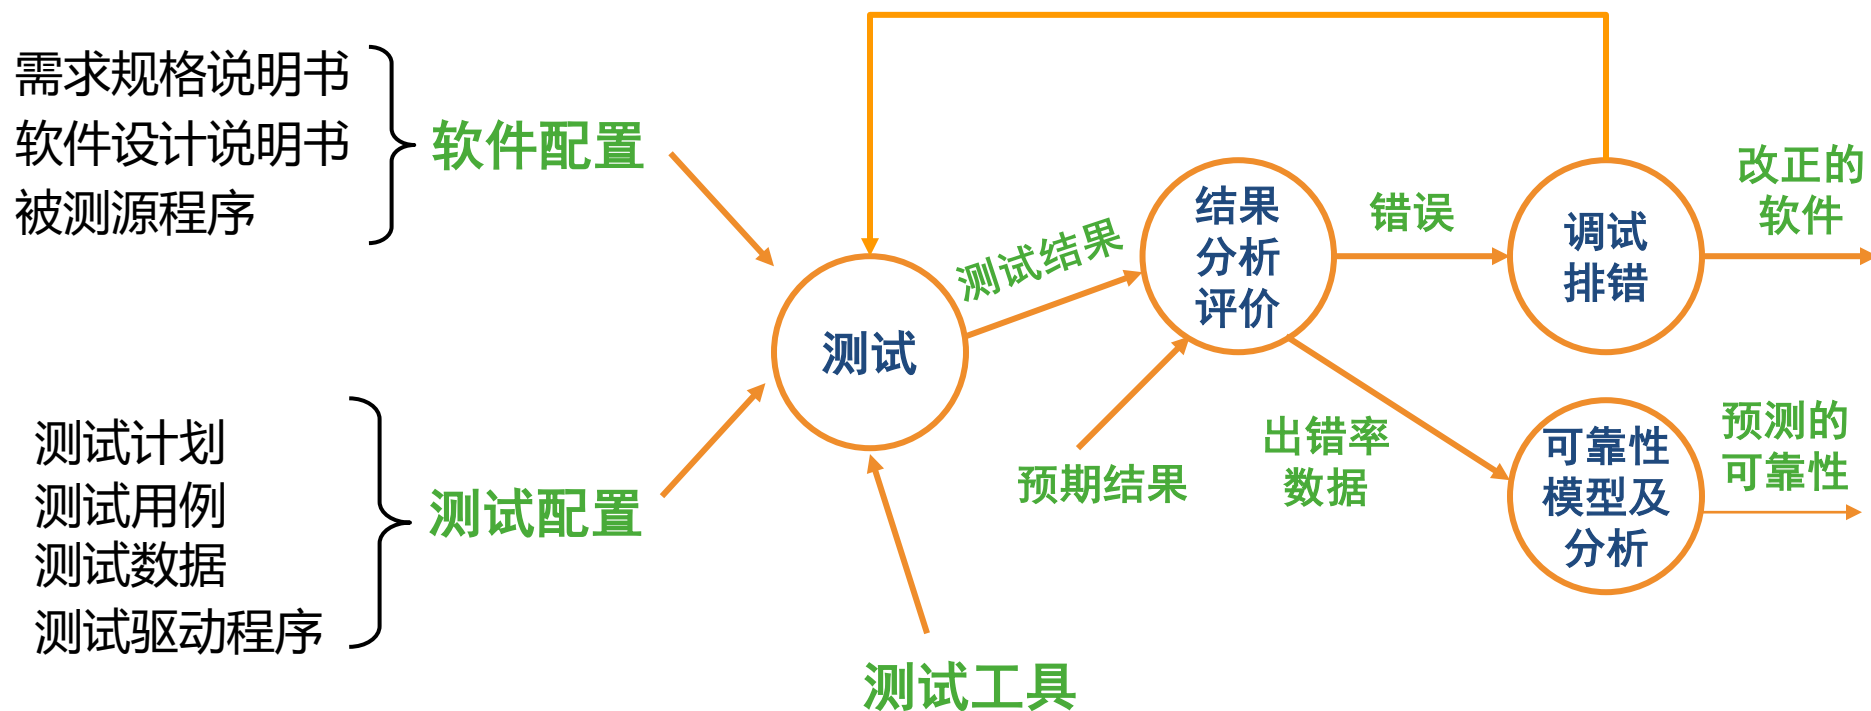 需求规格说明书
软件设计说明书
被测源程序
软件配置
测试计划
测试用例
测试数据
测试驱动程序
测试配置
测试工具
测试
测试结果
预期结果
结果
分析
评价
错误
出错率
数据
调试
排错
改正的
软件
可靠性
模型及
分析
预测的
可靠性